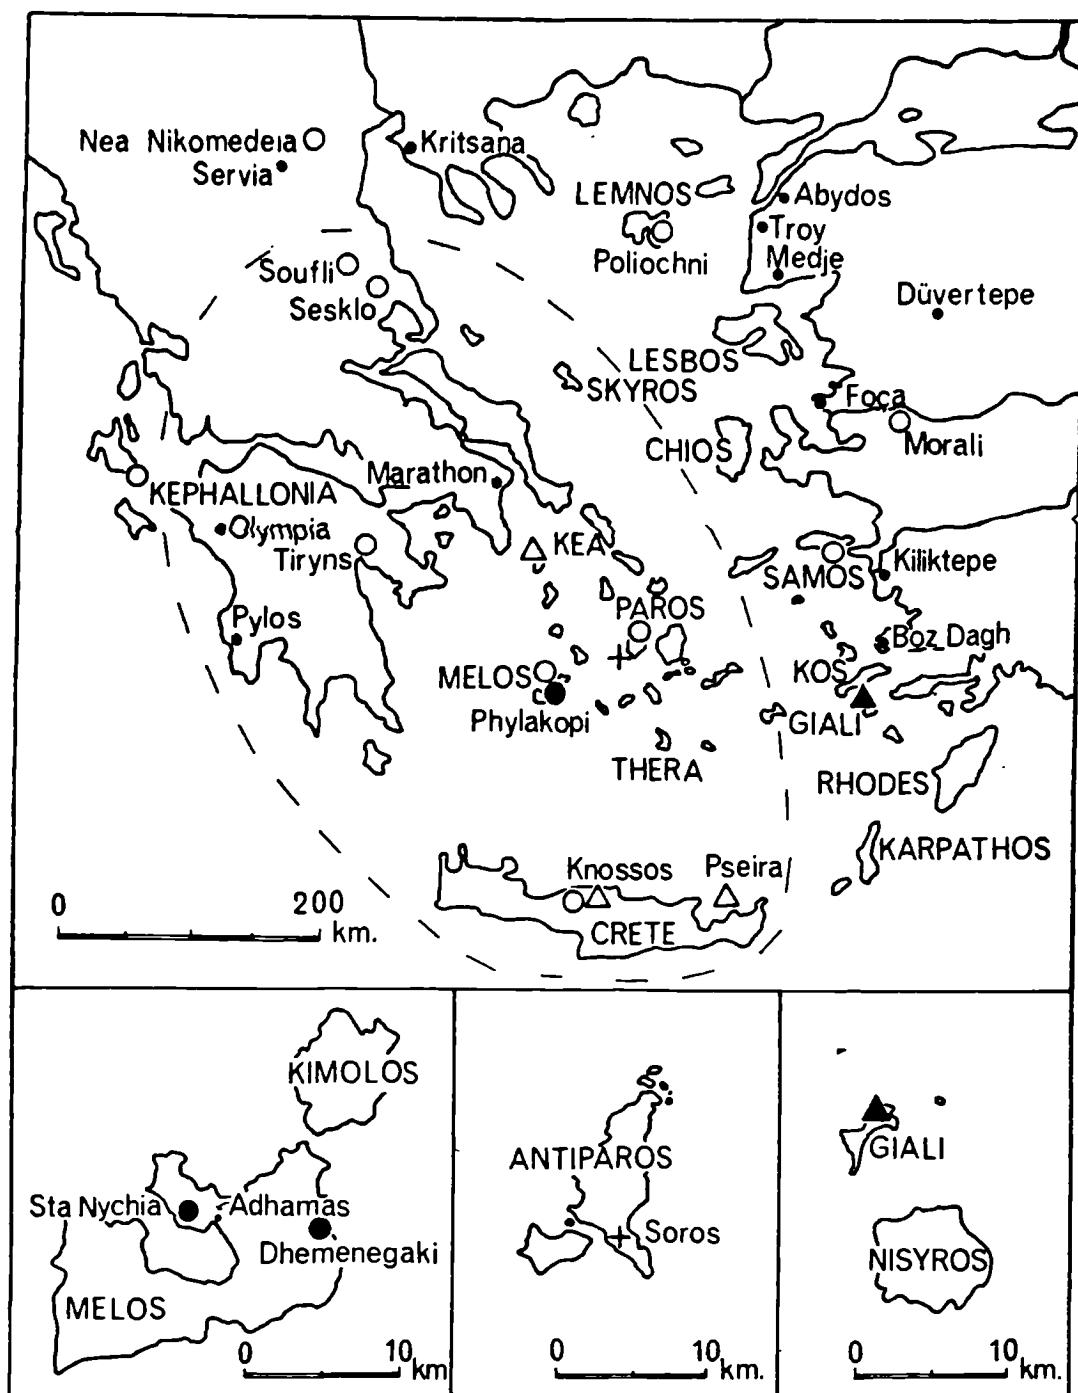 Nea Nikomedeia
Servia
Kritsana
LEMNOS
Poliochni
Abydos
Troy
Medje
Soufli
Sesklo
Düvertepe
LESBOS
SKYROS
Foça
CHIOS
Morali
Marathon
KEPHALLONIA
Olympia
Tiryns
KEA
SAMOS
Kiliktepe
PAROS
Pylos
Boz Dagh
KOS
MELOS
Phylakopi
GIALI
THERA
RHODES
KARPATHOS
Knossos
Pseira
CRETE
0 200
km.
KIMOLOS
Sta Nychia
Adhamas
Dhemenegaki
MELOS
0 10
km.
ANTIPAROS
Soros
0 10
km.
GIALI
NISYROS
0 10
km.